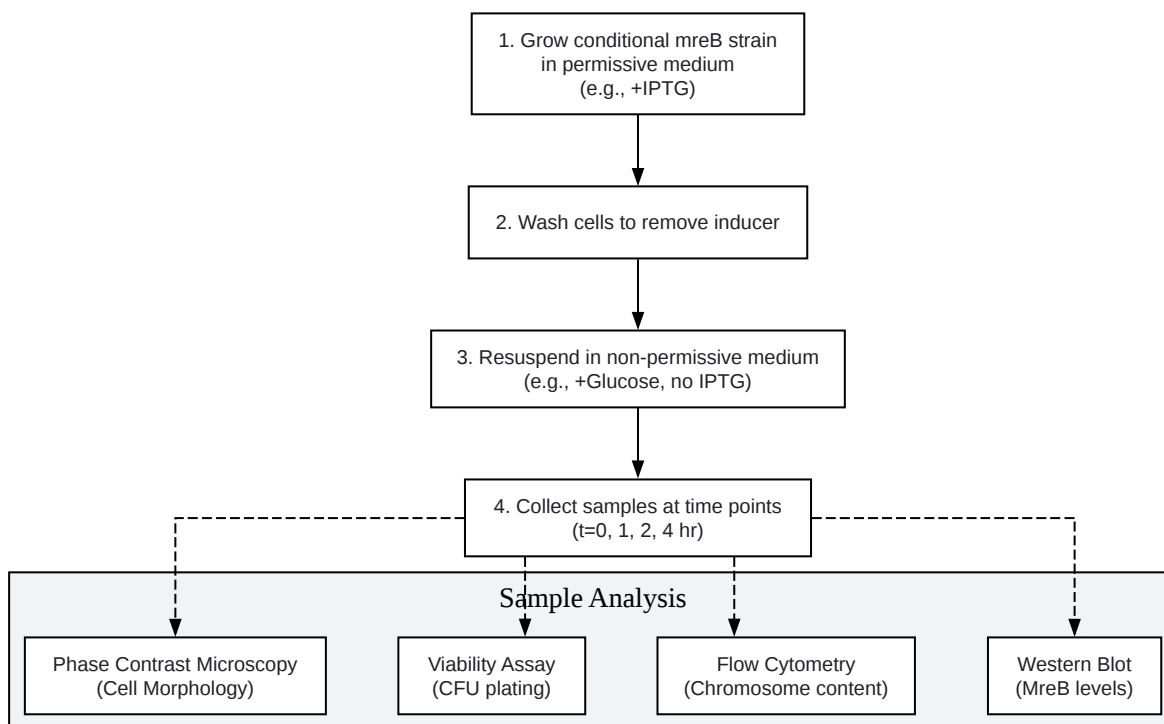 1. Grow conditional mreB strain
in permissive medium
(e.g., +IPTG)
2. Wash cells to remove inducer
3. Resuspend in non-permissive medium
(e.g., +Glucose, no IPTG)
4. Collect samples at time points
(t=0, 1, 2, 4 hr)
Sample Analysis
Phase Contrast Microscopy
(Cell Morphology)
Viability Assay
(CFU plating)
Flow Cytometry
(Chromosome content)
Western Blot
(MreB levels)